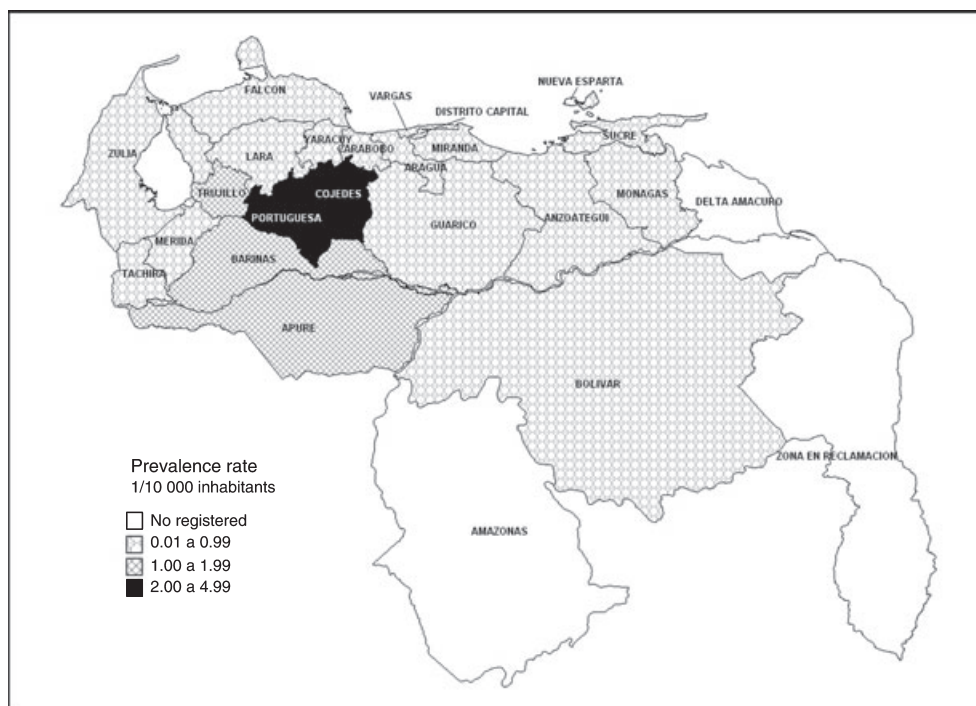 NUEVA ESPARTA
VARGAS
DISTRITO CAPITAL
FALCON
SUCRE
YARACUY
CARABOBO
MIRANDA
ZULIA
LARA
ARAGUA
TRUJILLO
COJEDES
MONAGAS
DELTA AMACURO
PORTUGUESA
GUARICO
ANZOATEGUI
MERIDA
BARINAS
TACHIRA
APURE
BOLIVAR
ZONA EN RECLAMACION
AMAZONAS
Prevalence rate
1/10 000 inhabitants
No registered
0.01 a 0.99
1.00 a 1.99
2.00 a 4.99